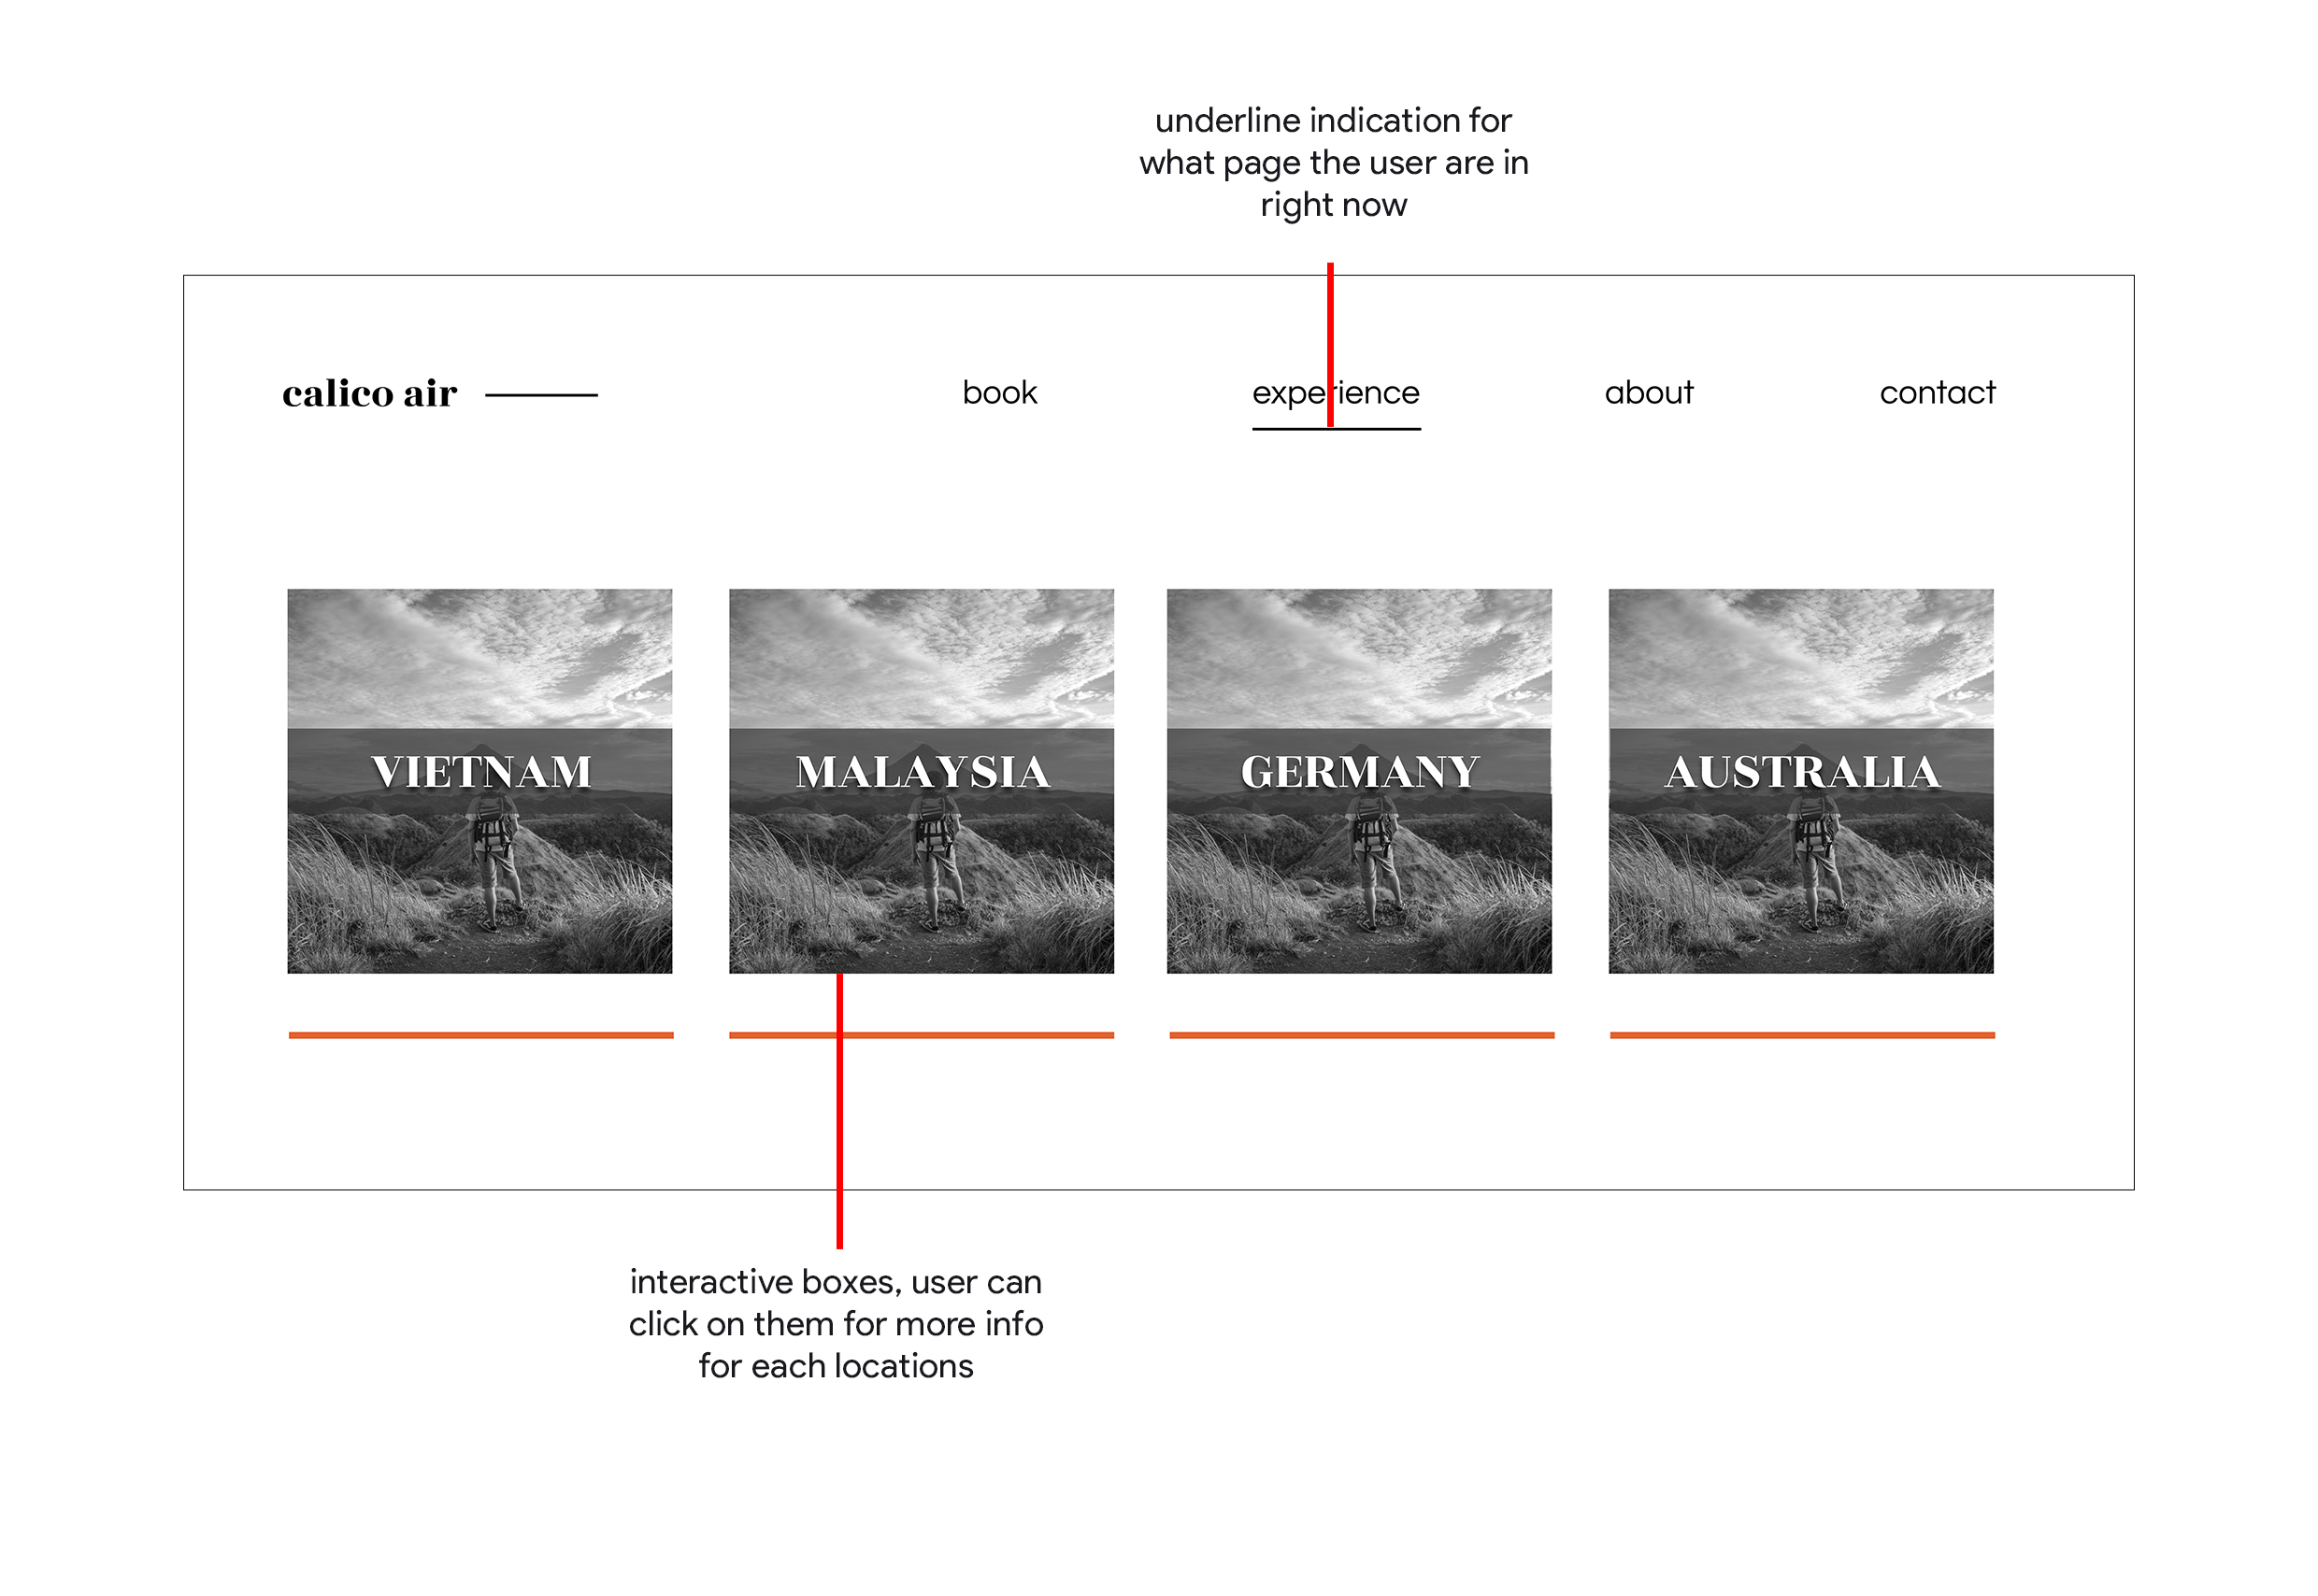 underline indication for
what page the user are in
right now
calico air
book
experience
about
contact
VIETNAM
MALAYSIA
GERMANY
AUSTRALIA
interactive boxes, user can
click on them for more info
for each locations